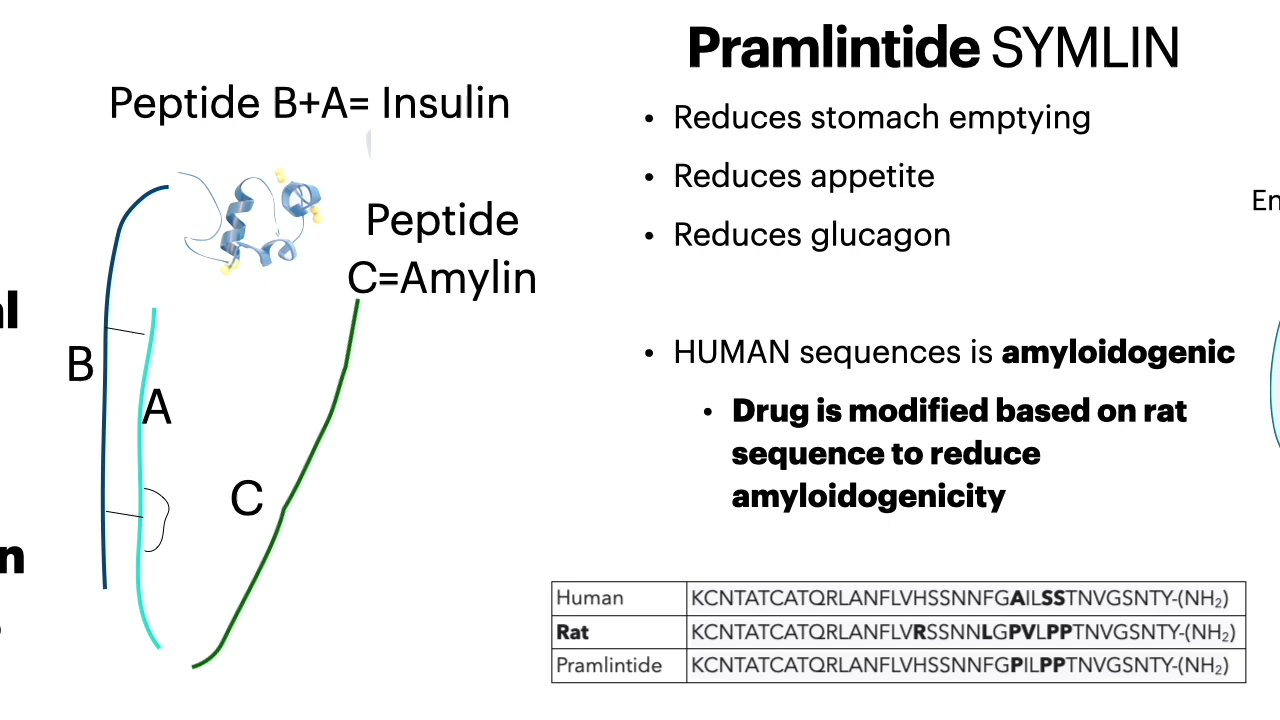 Pramlintide SYMLIN
Peptide B+A= Insulin
• Reduces stomach emptying
• Reduces appetite
• Reduces glucagon
Peptide
C=Amylin
B
A
C
• HUMAN sequences is amyloidogenic
• Drug is modified based on rat
sequence to reduce
amyloidogenicity
Human KCNTATCATQRLANFLVHSSNNFGAILSSTNVGSNTY-(NH₂)
Rat KCNTATCATQRLANFLVRSSNNLGPVLPPTNVGSNTY-(NH₂)
Pramlintide KCNTATCATQRLANFLVHSSNNFGPILPPTNVGSNTY-(NH₂)